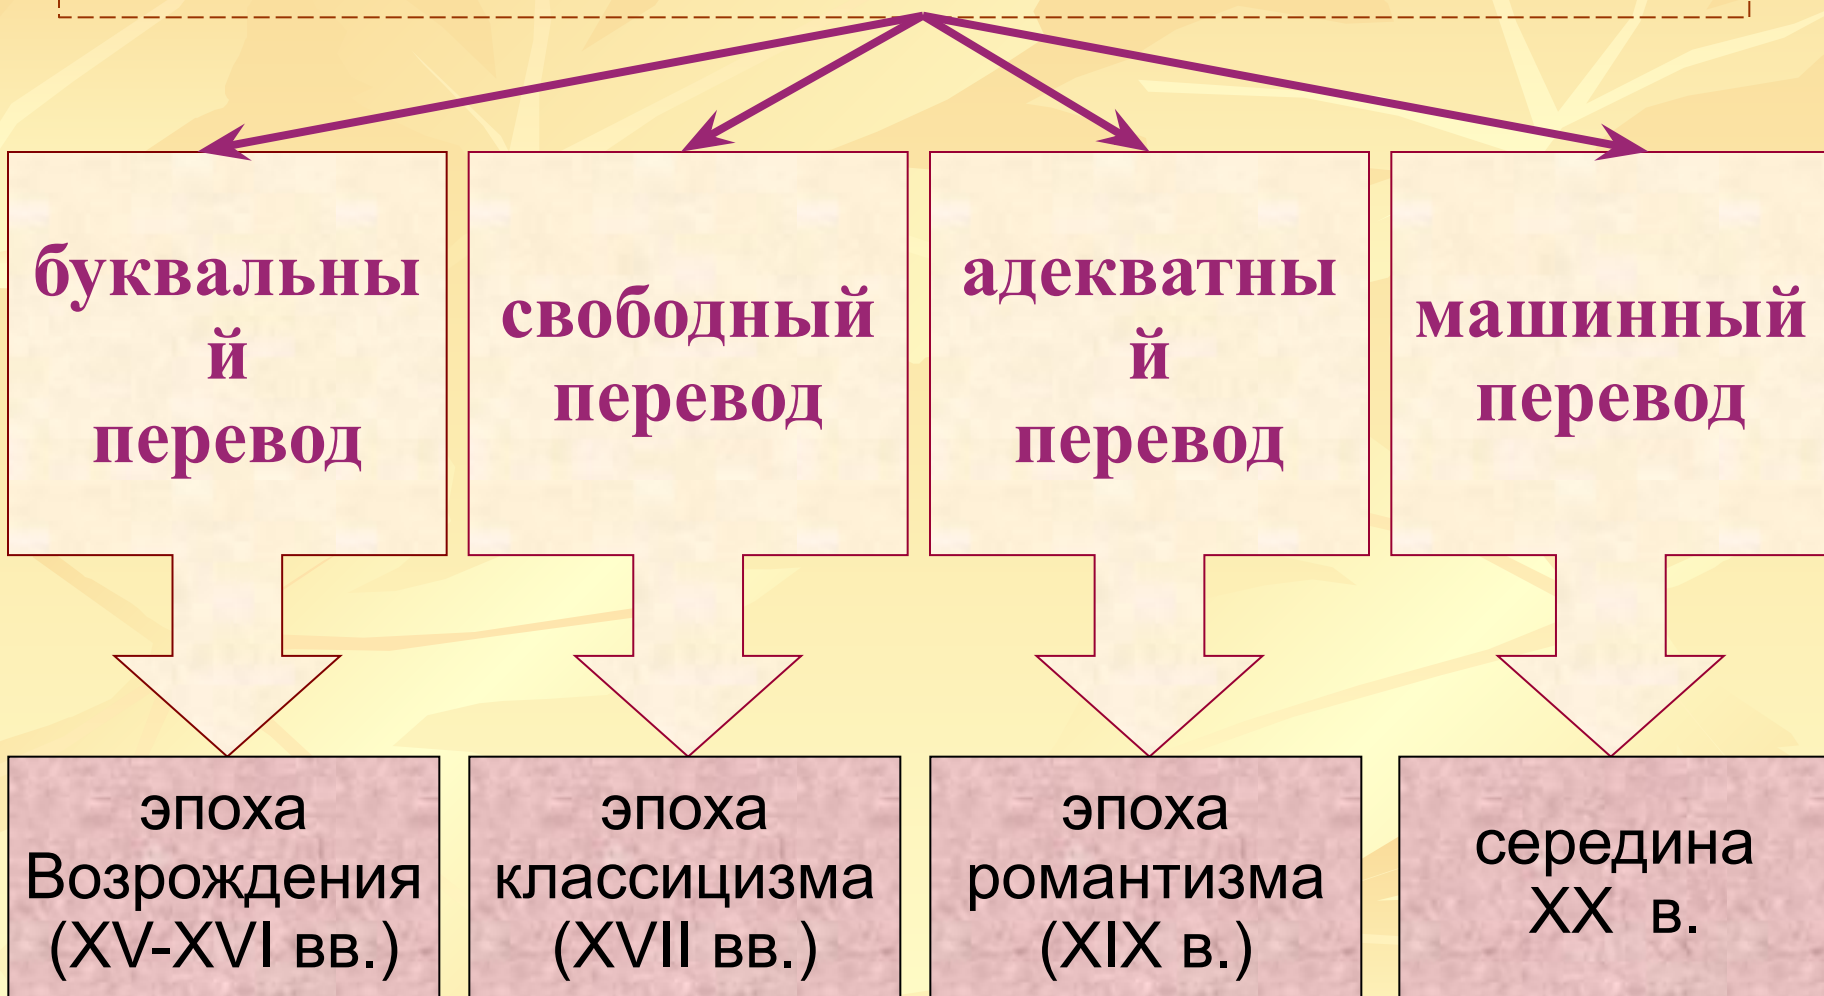 буквальны
й
перевод
свободный
перевод
адекватны
й
перевод
машинный
перевод
эпоха
Возрождения
(XV-XVI вв.)
эпоха
классицизма
(XVII вв.)
эпоха
романтизма
(XIX в.)
середина
XX в.